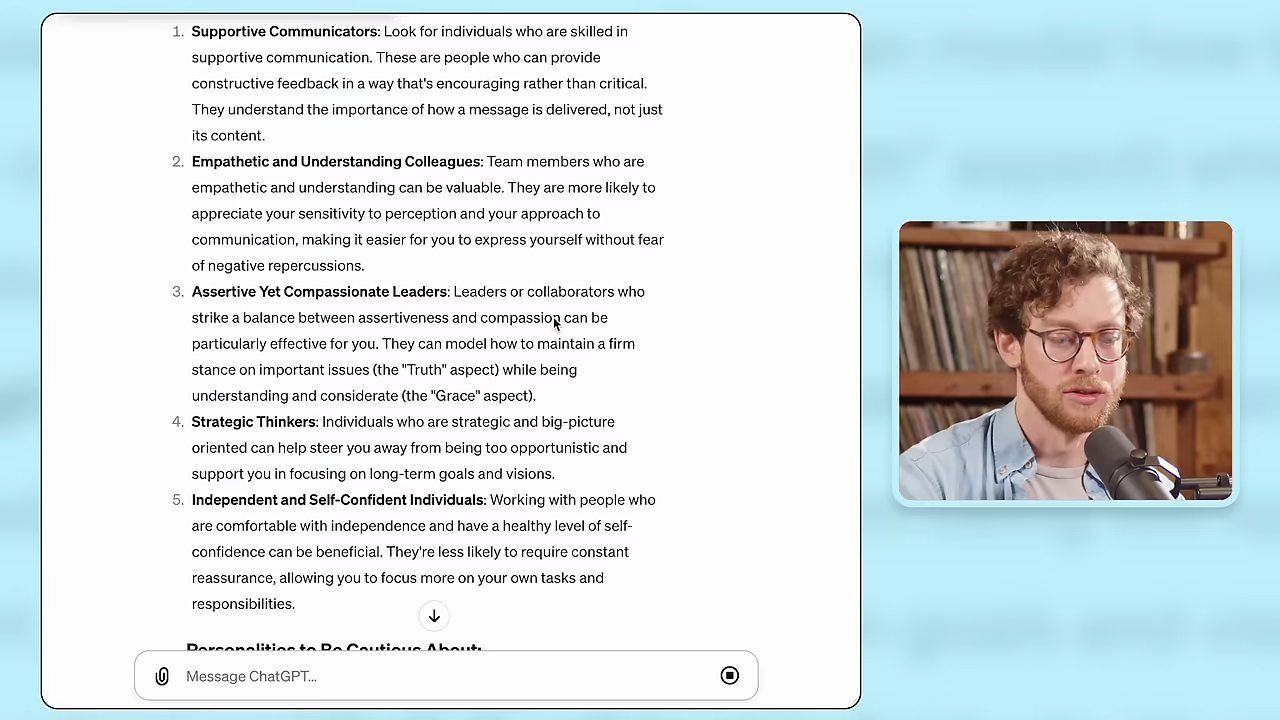 1. Supportive Communicators: Look for individuals who are skilled in
supportive communication. These are people who can provide
constructive feedback in a way that's encouraging rather than critical.
They understand the importance of how a message is delivered, not just
its content.
2. Empathetic and Understanding Colleagues: Team members who are
empathetic and understanding can be valuable. They are more likely to
appreciate your sensitivity to perception and your approach to
communication, making it easier for you to express yourself without fear
of negative repercussions.
3. Assertive Yet Compassionate Leaders: Leaders or collaborators who
strike a balance between assertiveness and compassion can be
particularly effective for you. They can model how to maintain a firm
stance on important issues (the "Truth" aspect) while being
understanding and considerate (the "Grace" aspect).
4. Strategic Thinkers: Individuals who are strategic and big-picture
oriented can help steer you away from being too opportunistic and
support you in focusing on long-term goals and visions.
5. Independent and Self-Confident Individuals: Working with people who
are comfortable with independence and have a healthy level of self-
confidence can be beneficial. They're less likely to require constant
reassurance, allowing you to focus more on your own tasks and
responsibilities.
Personalities to Be Cautious About:
Message ChatGPT...